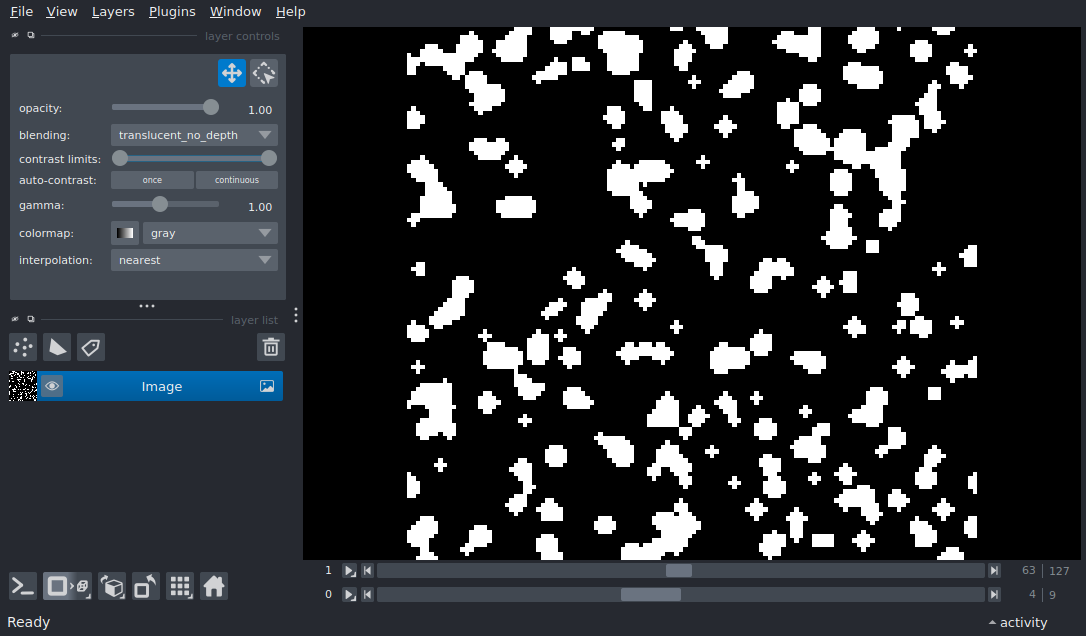 File View Layers Plugins Window Help
layer controls
opacity: 1.00
blending: translucent_no_depth
contrast limits:
auto-contrast: once continuous
gamma: 1.00
colormap: gray
interpolation: nearest
layer list
Image
1 63 127
0 4 9
Ready activity